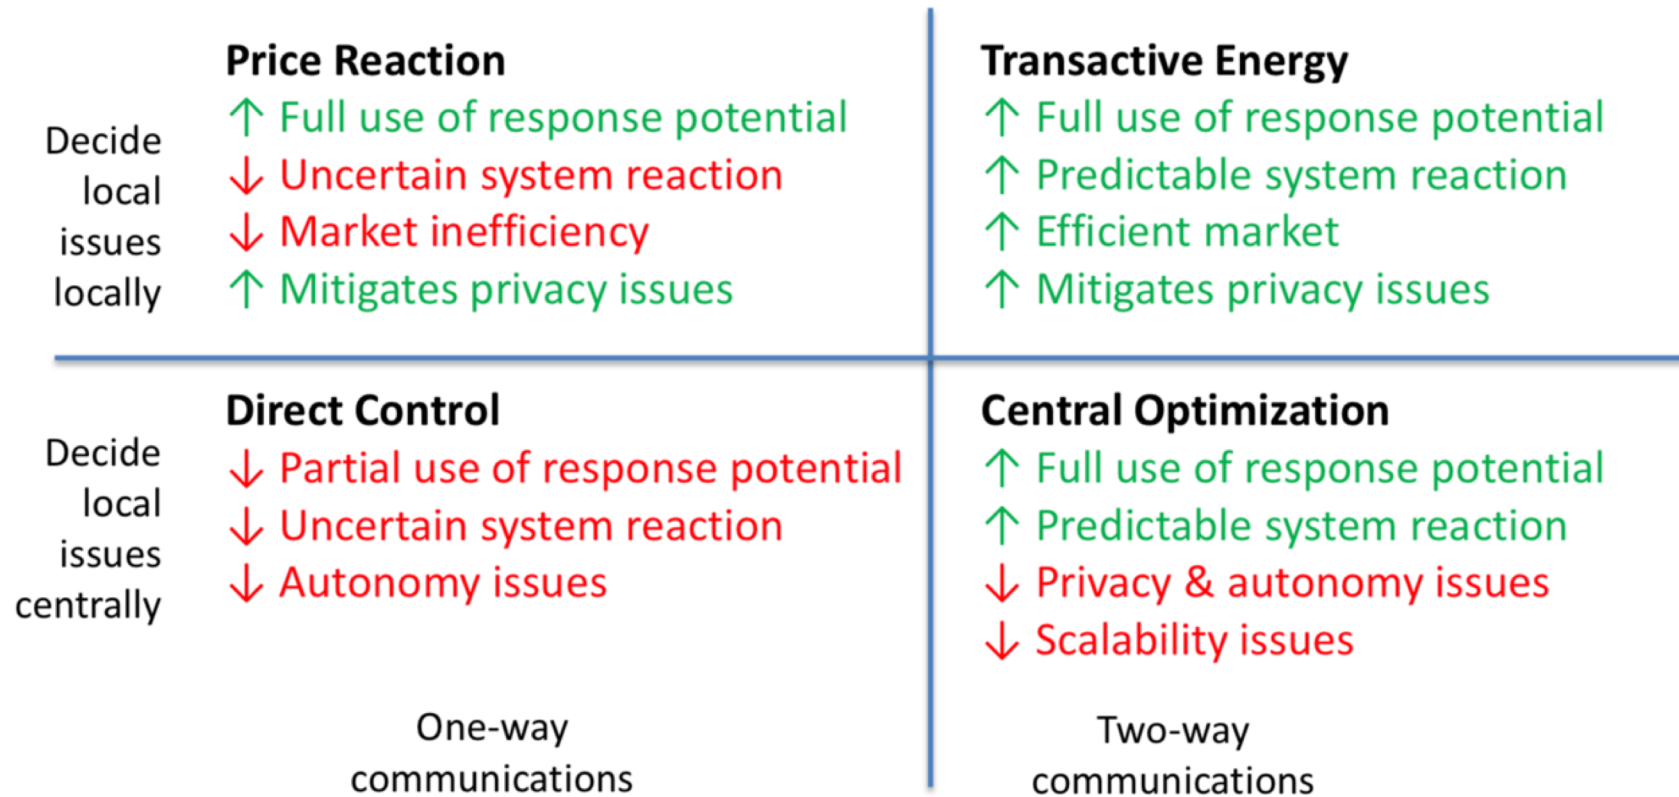 Price Reaction
↑ Full use of response potential
↓ Uncertain system reaction
↓ Market inefficiency
↑ Mitigates privacy issues
Transactive Energy
↑ Full use of response potential
↑ Predictable system reaction
↑ Efficient market
↑ Mitigates privacy issues
Decide
local
issues
locally
Direct Control
↓ Partial use of response potential
↓ Uncertain system reaction
↓ Autonomy issues
Central Optimization
↑ Full use of response potential
↑ Predictable system reaction
↓ Privacy & autonomy issues
↓ Scalability issues
Decide
local
issues
centrally
One-way
communications
Two-way
communications